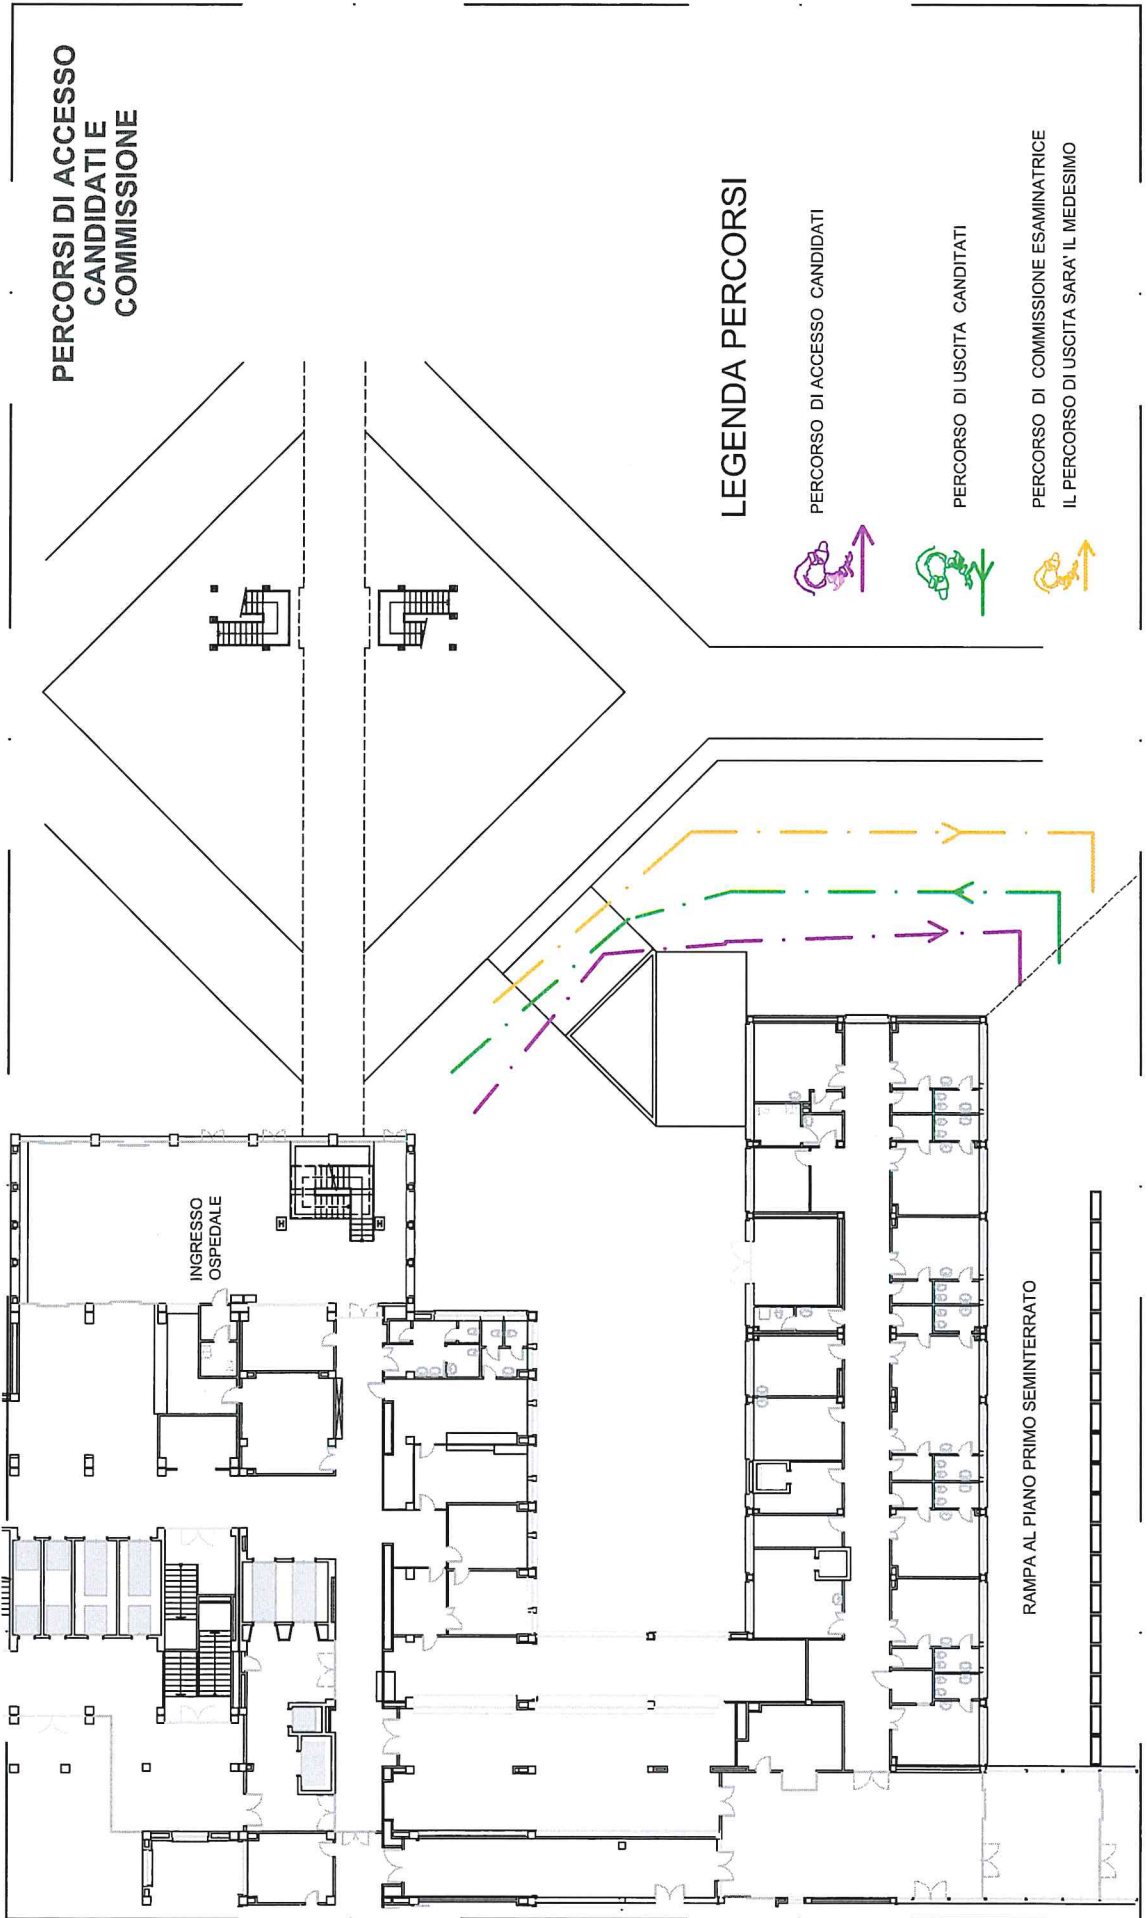 PERCORSI DI ACCESSO
CANDIDATI E
COMMISSIONE
INGRESSO
OSPEDALE
LEGENDA PERCORSI
PERCORSO DI ACCESSO CANDIDATI
PERCORSO DI USCITA CANDITATI
PERCORSO DI COMMISSIONE ESAMINATRICE
IL PERCORSO DI USCITA SARA' IL MEDESIMO
RAMPA AL PIANO PRIMO SEMINTERRATO
H
H